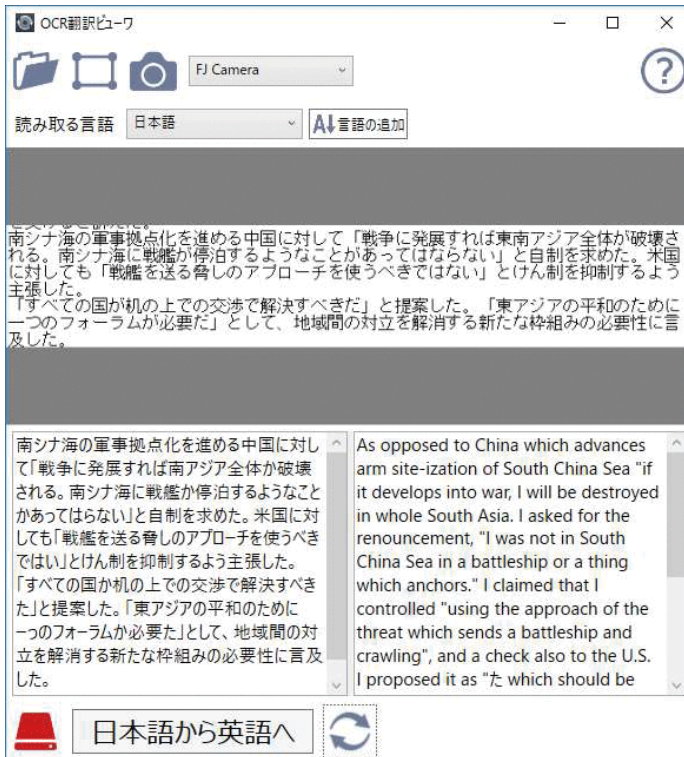 OCR翻訳ビューワ
FJ Camera
?
読み取る言語
日本語
A 言語の追加
南シナ海の軍事拠点化を進める中国に対して「戦争に発展すれば東南アジア全体が破壊さ
れる。南シナ海に戦艦が停泊するようなことがあってはならない」と自制を求めた。米国
に対しても「戦艦を送る脅しのアプローチを使うべきではない」とけん制を抑制するよう
主張した。
「すべての国が机の上での交渉で解決すべきだ」と提案した。「東アジアの平和のために
一つのフォーラムが必要だ」として、地域間の対立を解消する新たな枠組みの必要性に言
及した。
南シナ海の軍事拠点化を進める中国に対し
て「戦争に発展すれば南アジア全体か破壊
される。南シナ海に戦艦か停泊するようなこと
かあってはらない」と自制を求めた。米国に対
しても「戦艦を送る脅しのアプローチを使うべき
ではい」とけん制を抑制するよう主張した。
「すべての国か机の上での交渉で解決すべき
た」と提案した。「東アジアの平和のために
ーっのフォーラムか必要た」として、地域間の対
立を解消する新たな枠組みの必要性に言及
した。
As opposed to China which advances
arm site-ization of South China Sea "if
it develops into war, I will be destroyed
in whole South Asia. I asked for the
renouncement, "I was not in South
China Sea in a battleship or a thing
which anchors." I claimed that I
controlled "using the approach of the
threat which sends a battleship and
crawling", and a check also to the U.S.
I proposed it as "た which should be
日本語から英語へ